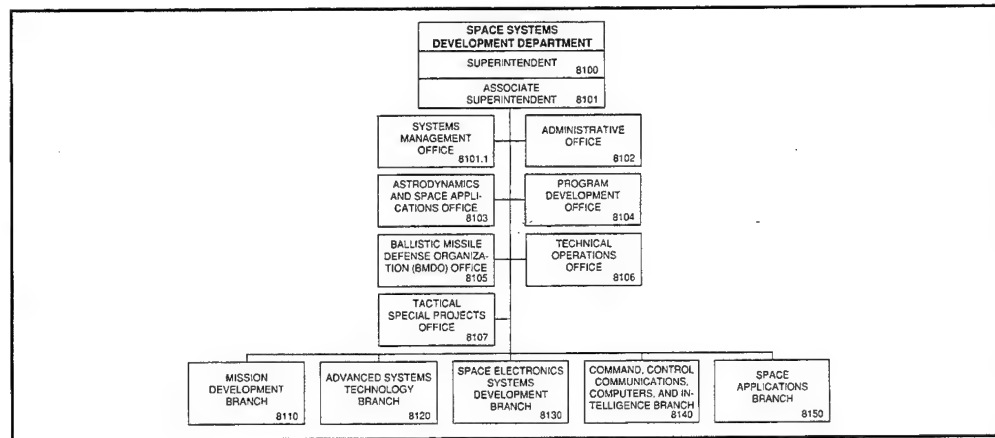 SPACE SYSTEMS
DEVELOPMENT DEPARTMENT
SUPERINTENDENT
8100
ASSOCIATE
SUPERINTENDENT 8101
SYSTEMS
MANAGEMENT
OFFICE
8101.1
ADMINISTRATIVE
OFFICE
8102
ASTRODYNAMICS
AND SPACE APPLI-
CATIONS OFFICE
8103
PROGRAM
DEVELOPMENT
OFFICE
8104
BALLISTIC MISSILE
DEFENSE ORGANIZA-
TION (BMDO) OFFICE
8105
TECHNICAL
OPERATIONS
OFFICE
8106
TACTICAL
SPECIAL PROJECTS
OFFICE
8107
MISSION
DEVELOPMENT
BRANCH
8110
ADVANCED SYSTEMS
TECHNOLOGY
BRANCH
8120
SPACE ELECTRONICS
SYSTEMS
DEVELOPMENT
BRANCH 8130
COMMAND, CONTROL
COMMUNICATIONS,
COMPUTERS, AND IN-
TELLIGENCE BRANCH
8140
SPACE
APPLICATIONS
BRANCH
8150